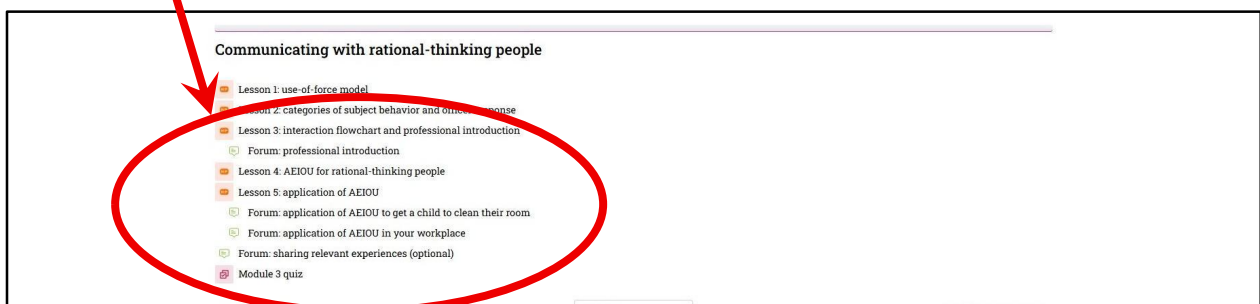 Communicating with rational-thinking people
Lesson 1: use-of-force model
Lesson 2: categories of subject behavior and officer response
Lesson 3: interaction flowchart and professional introduction
Forum: professional introduction
Lesson 4: AEIOU for rational-thinking people
Lesson 5: application of AEIOU
Forum: application of AEIOU to get a child to clean their room
Forum: application of AEIOU in your workplace
Forum: sharing relevant experiences (optional)
Module 3 quiz